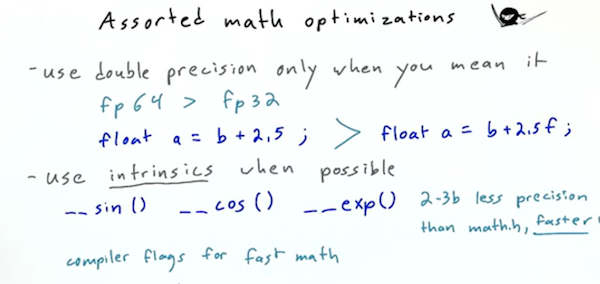 Assorted math optimizations
- use double precision only when you mean it
fp64 > fp32
float a = b + 2.5 ; > float a = b+2.5f ;
- use intrinsics when possible
__sin() __cos() __exp() 2-3b less precision
than math.h, faster
compiler flags for fast math